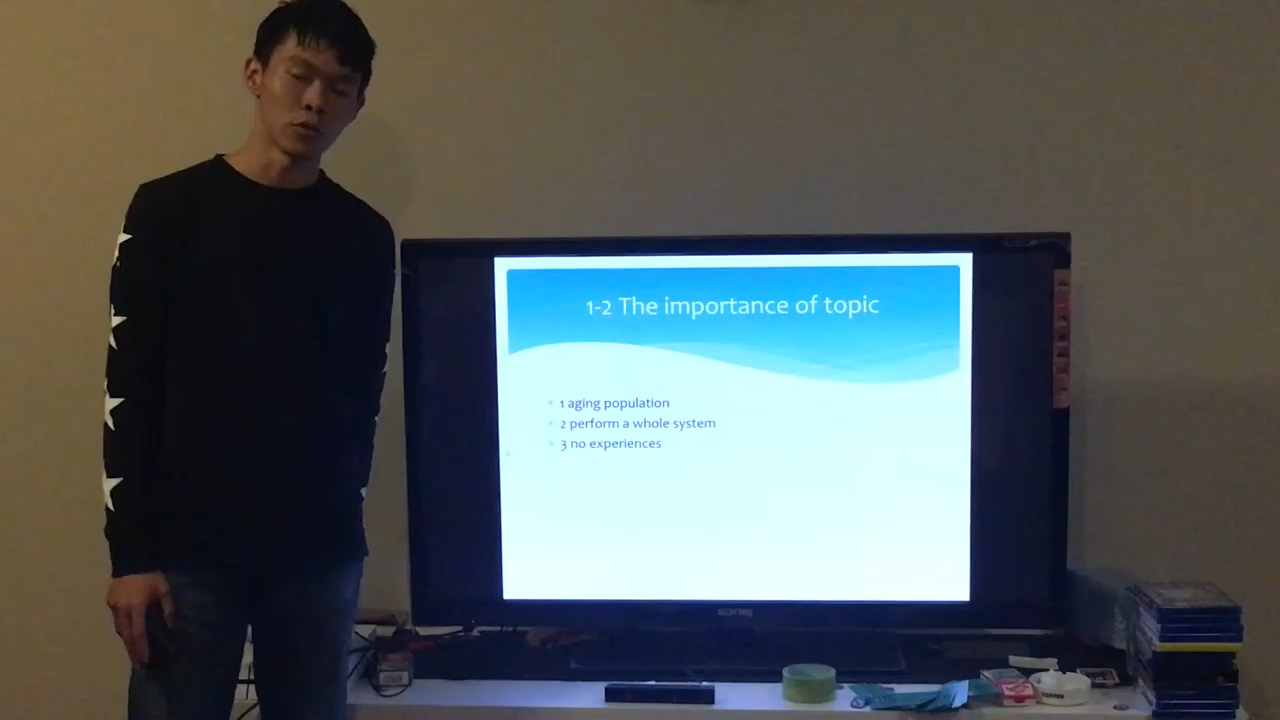 1-2 The importance of topic
1 aging population
2 perform a whole system
3 no experiences